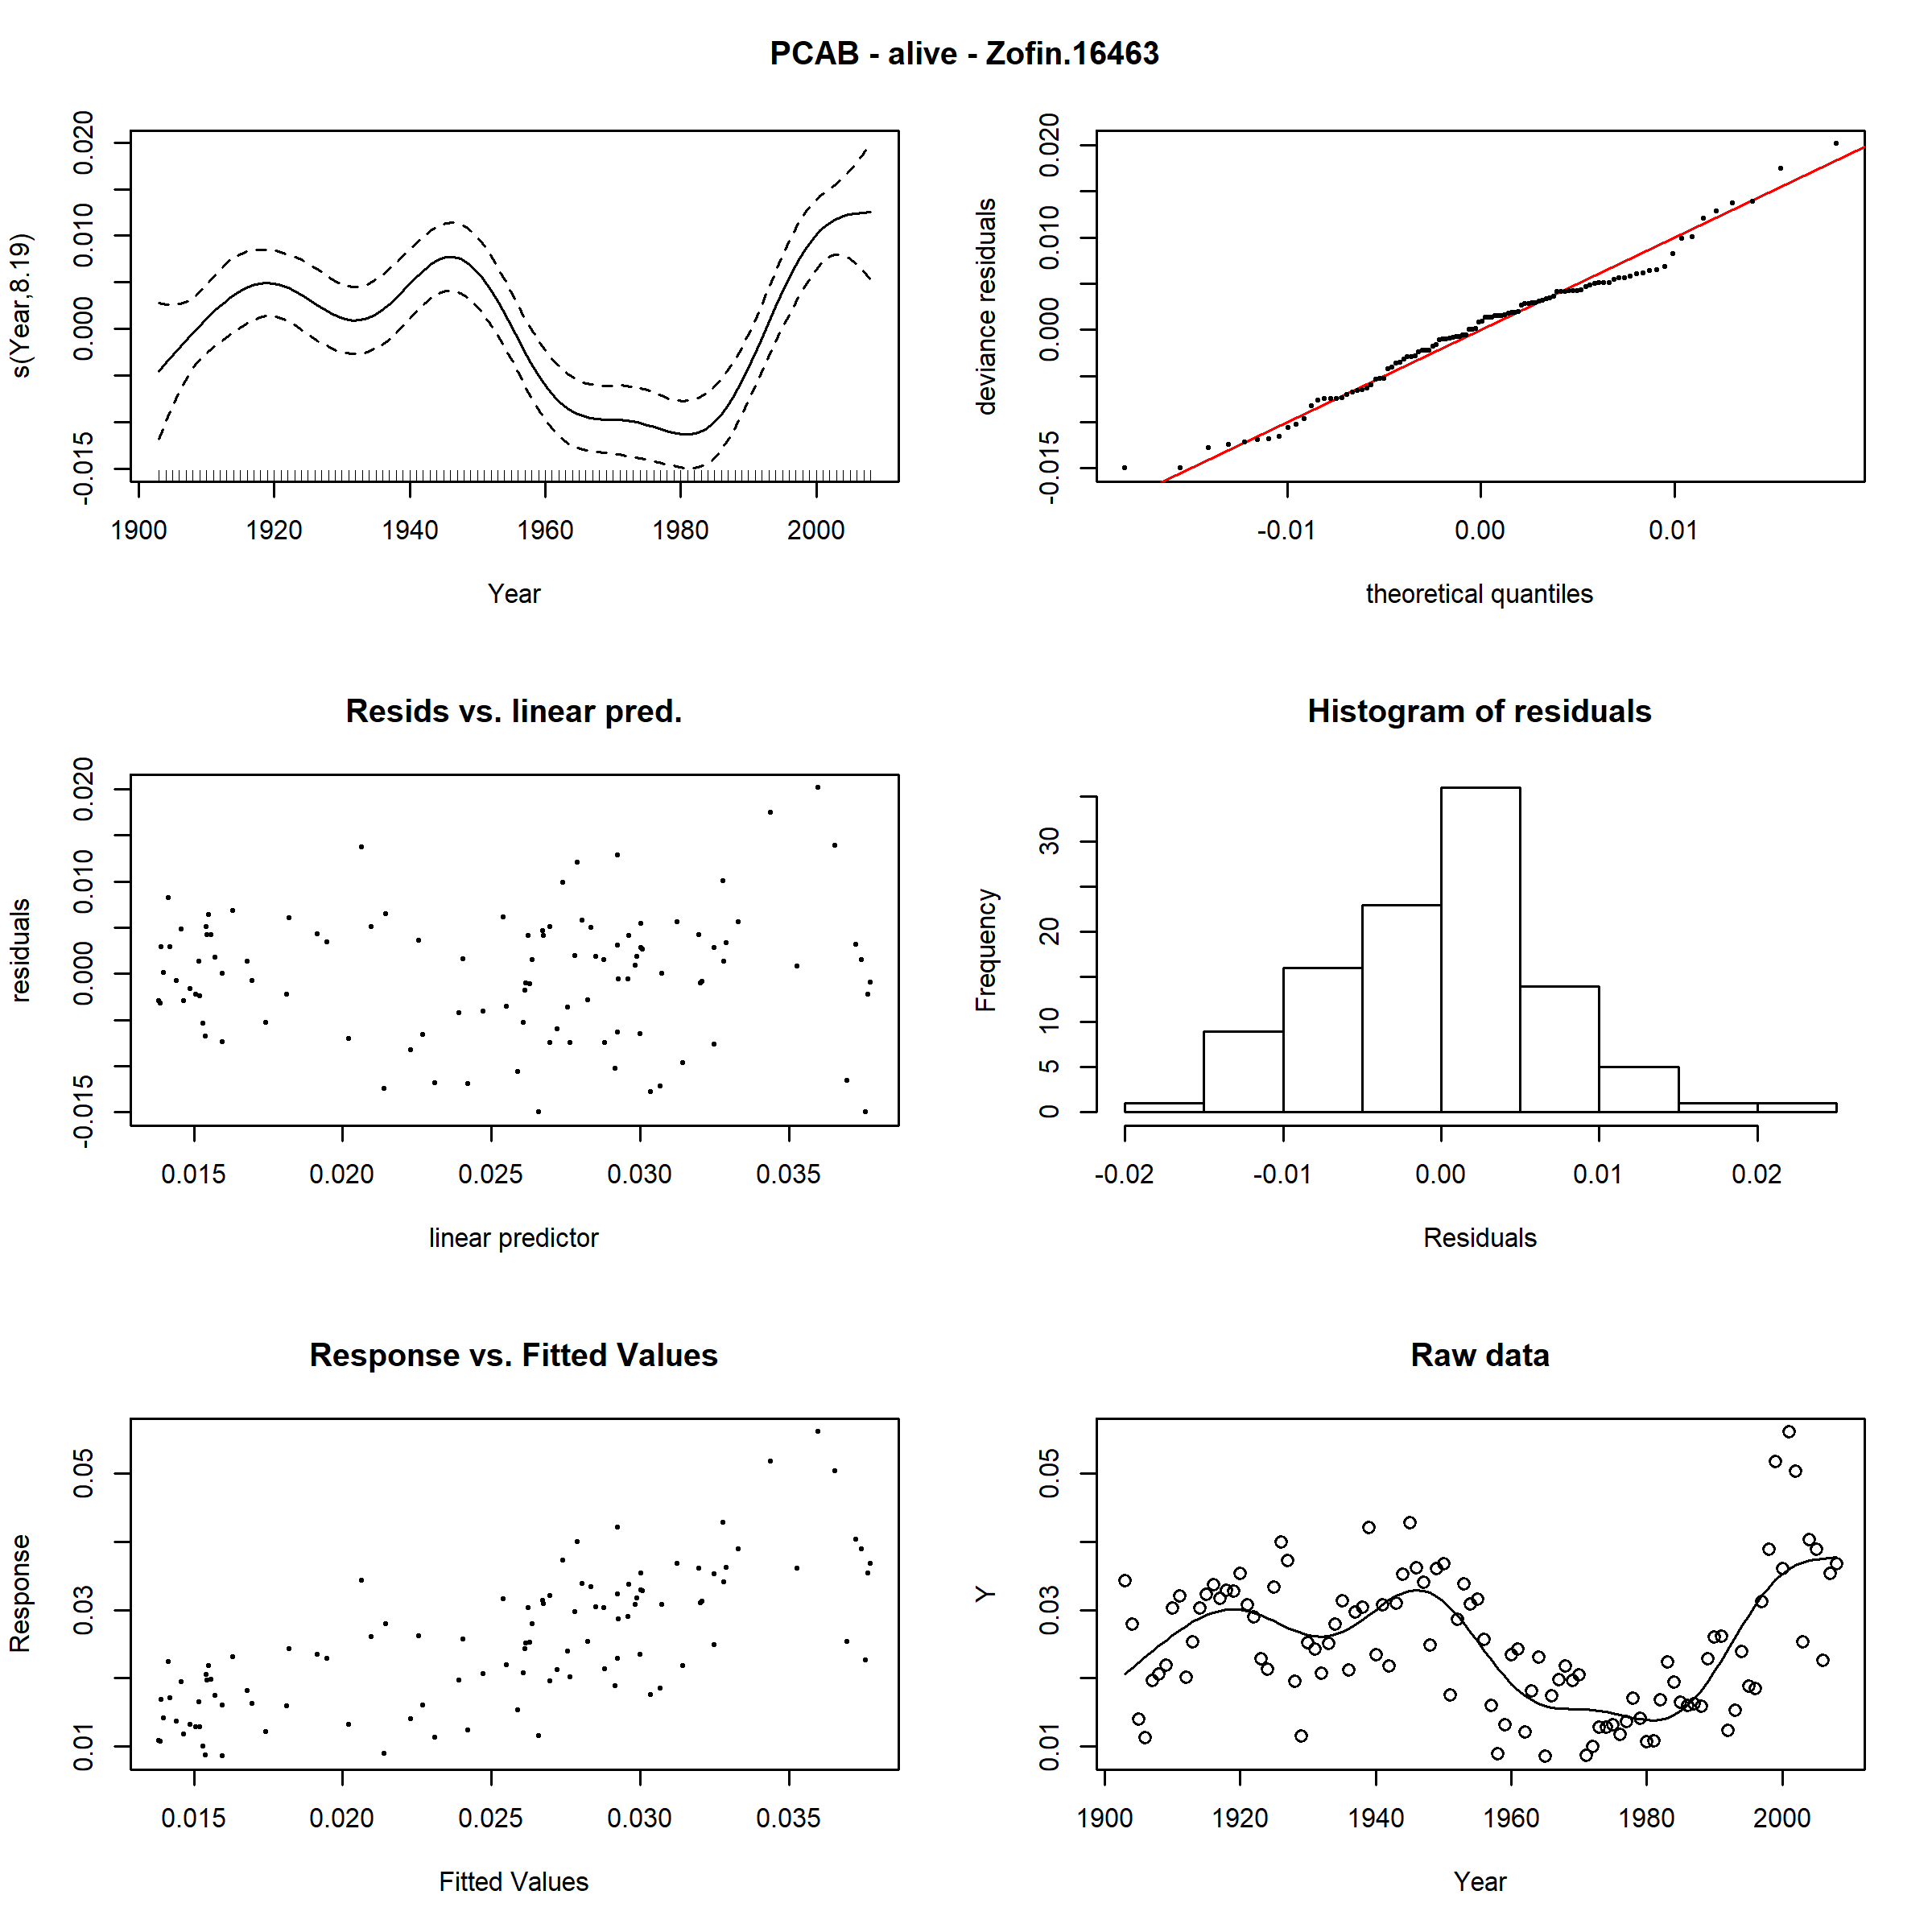 PCAB - alive - Zofin.16463
s(Year,8.19)
0.020
0.010
0.000
-0.015
1900 1920 1940 1960 1980 2000
Year
deviance residuals
0.020
0.010
0.000
-0.015
-0.01 0.00 0.01
theoretical quantiles
Resids vs. linear pred.
residuals
0.020
0.010
0.000
-0.015
0.015 0.020 0.025 0.030 0.035
linear predictor
Histogram of residuals
Frequency
30
20
10
5
0
-0.02 -0.01 0.00 0.01 0.02
Residuals
Response vs. Fitted Values
Response
0.05
0.03
0.01
0.015 0.020 0.025 0.030 0.035
Fitted Values
Raw data
Y
0.05
0.03
0.01
1900 1920 1940 1960 1980 2000
Year